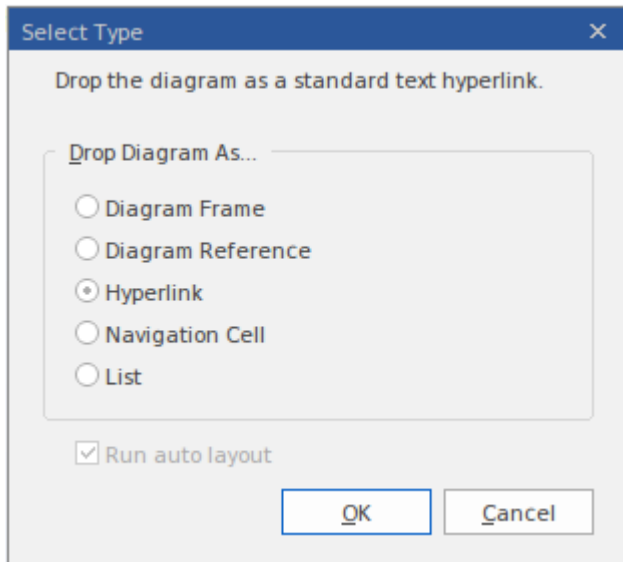 Select Type
Drop the diagram as a standard text hyperlink.
Drop Diagram As...
Diagram Frame
Diagram Reference
Hyperlink
Navigation Cell
List
Run auto layout
OK
Cancel